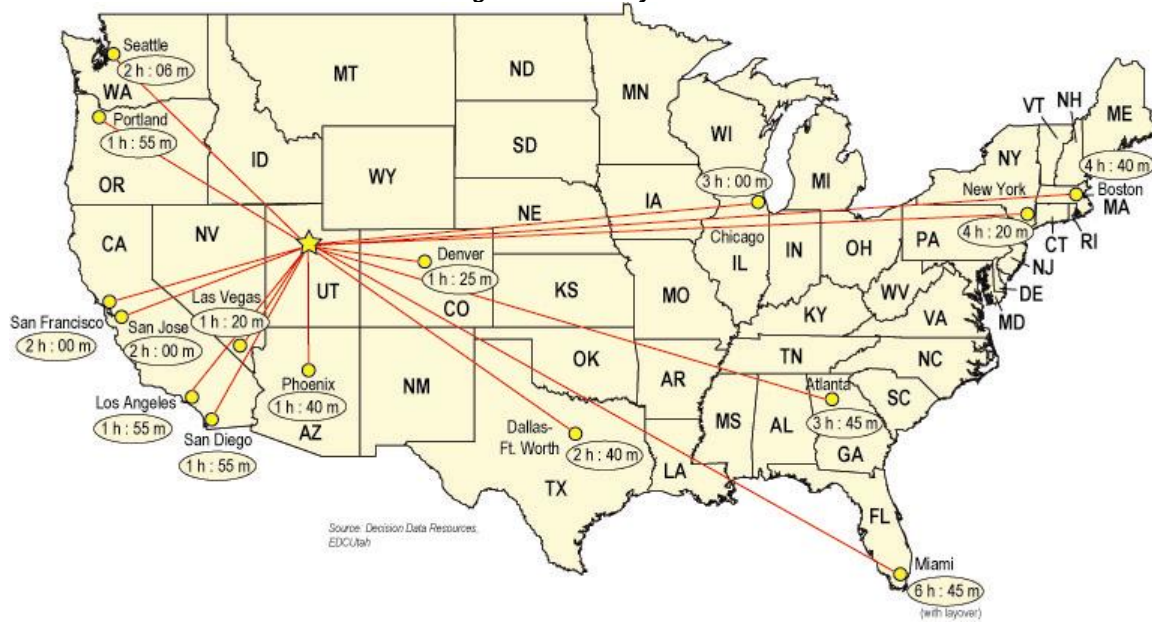 Seattle
2 h : 06 m
WA
Portland
1 h : 55 m
OR
ID
MT
ND
MN
SD
WY
WI
MI
3 h : 00 m
Chicago
IA
NE
IL
IN
OH
VT
NH
ME
4 h : 40 m
NY
New York
Boston
MA
4 h : 20 m
CT
RI
PA
NJ
DE
MD
WV
VA
CA
NV
UT
Denver
1 h : 25 m
CO
KS
MO
KY
Las Vegas
1 h : 20 m
San Francisco
2 h : 00 m
San Jose
2 h : 00 m
Los Angeles
1 h : 55 m
San Diego
1 h : 55 m
Phoenix
1 h : 40 m
AZ
NM
OK
AR
TN
NC
SC
Atlanta
3 h : 45 m
GA
MS
AL
LA
Dallas-
Ft. Worth
2 h : 40 m
TX
FL
Miami
6 h : 45 m
(with layover)
Source: Decision Data Resources,
EDCUtah